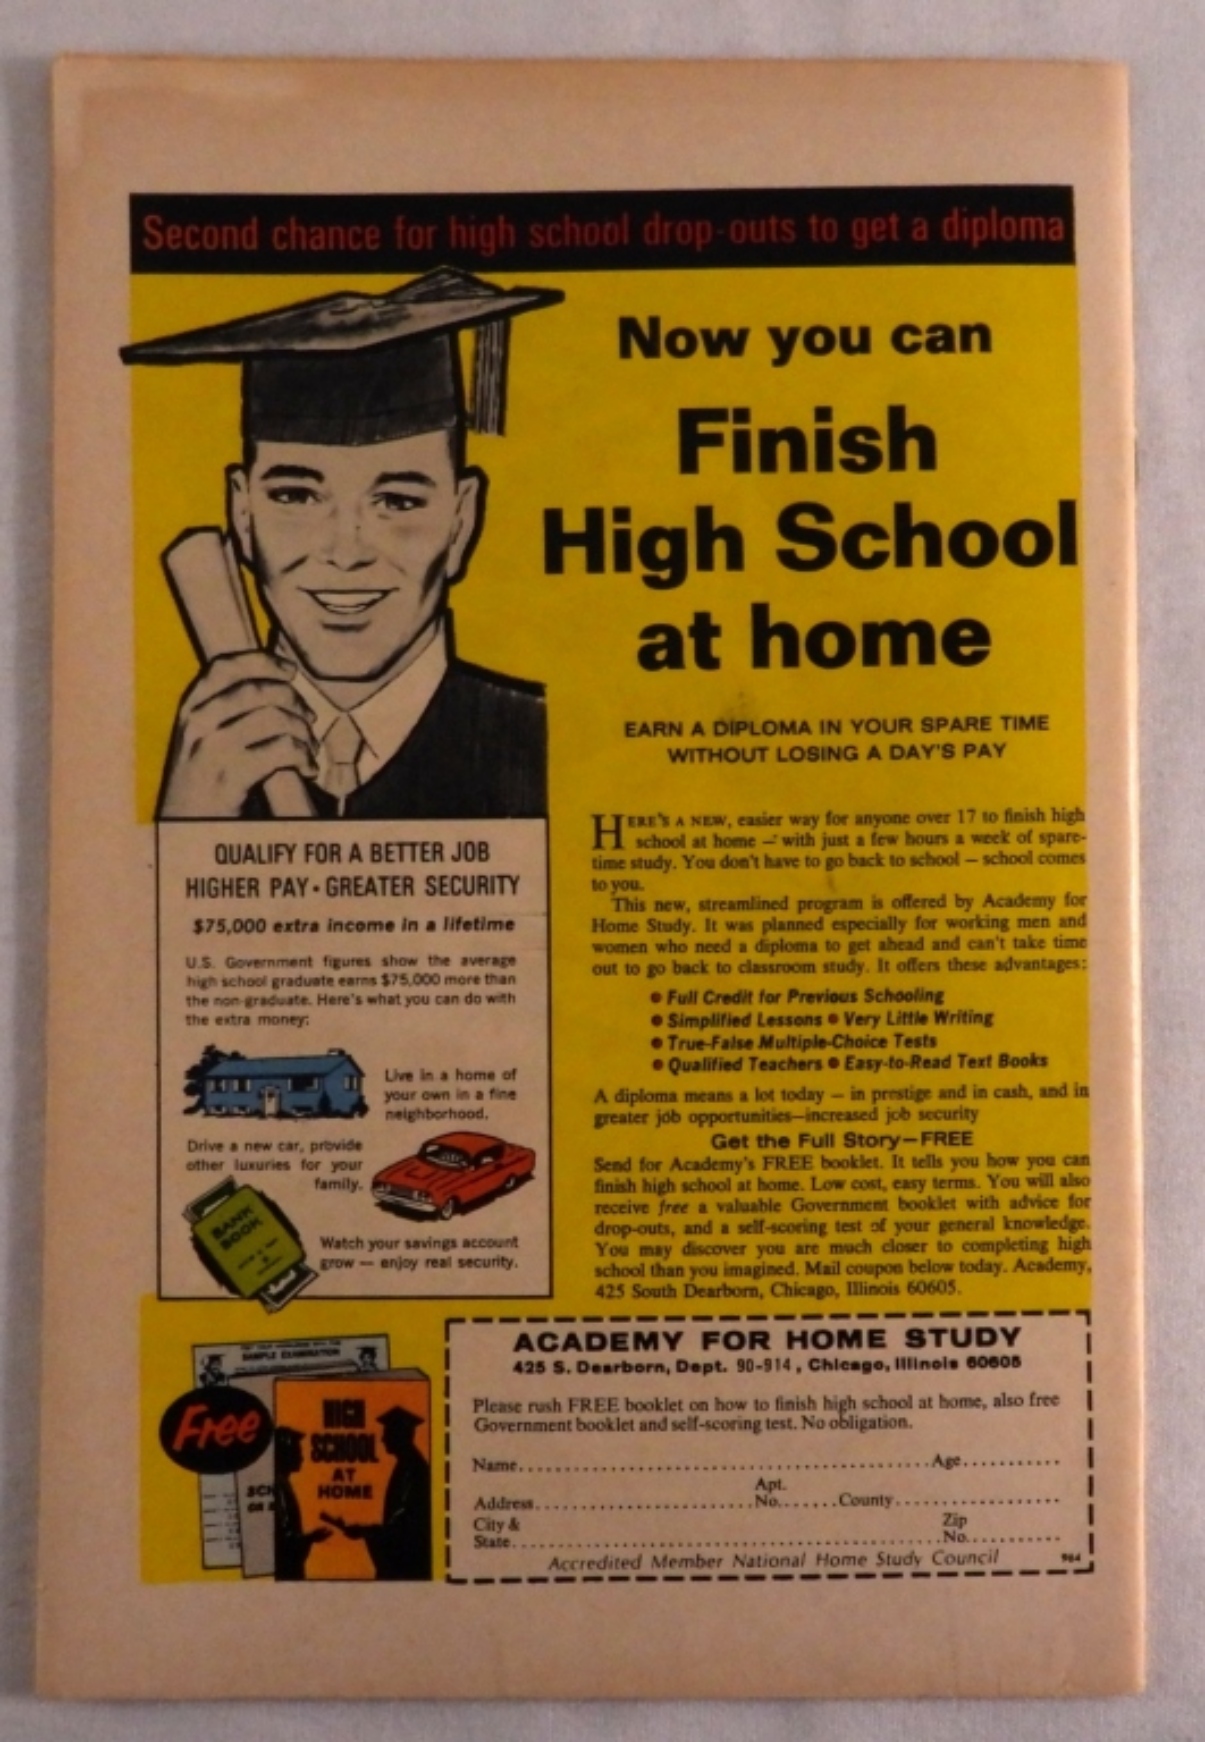 Second chance for high school drop-outs to get a diploma
Now you can
Finish
High School
at home
EARN A DIPLOMA IN YOUR SPARE TIME
WITHOUT LOSING A DAY'S PAY
HERE'S A NEW, easier way for anyone over 17 to finish high
school at home — with just a few hours a week of spare-
time study. You don't have to go back to school — school comes
to you.
This new, streamlined program is offered by Academy for
Home Study. It was planned especially for working men and
women who need a diploma to get ahead and can't take time
out to go back to classroom study. It offers these advantages:
• Full Credit for Previous Schooling
• Simplified Lessons • Very Little Writing
• True-False Multiple-Choice Tests
• Qualified Teachers • Easy-to-Read Text Books
A diploma means a lot today — in prestige and in cash, and in
greater job opportunities—increased job security
Get the Full Story—FREE
Send for Academy's FREE booklet. It tells you how you can
finish high school at home. Low cost, easy terms. You will also
receive free a valuable Government booklet with advice for
drop-outs, and a self-scoring test of your general knowledge.
You may discover you are much closer to completing high
school than you imagined. Mail coupon below today. Academy,
425 South Dearborn, Chicago, Illinois 60605.
QUALIFY FOR A BETTER JOB
HIGHER PAY • GREATER SECURITY
$75,000 extra income in a lifetime
U.S. Government figures show the average
high school graduate earns $75,000 more than
the non-graduate. Here's what you can do with
the extra money:
Live in a home of
your own in a fine
neighborhood.
Drive a new car, provide
other luxuries for your
family.
BANK
BOOK
Watch your savings account
grow — enjoy real security.
SAMPLE EXAMINATION
Free
HIGH
SCHOOL
AT
HOME
ACADEMY FOR HOME STUDY
425 S. Dearborn, Dept. 90-914, Chicago, Illinois 60605
Please rush FREE booklet on how to finish high school at home, also free
Government booklet and self-scoring test. No obligation.
Name.......................................................Age............
Apt.
Address..............................No.......County......................
City & Zip
State.......................................................No............
Accredited Member National Home Study Council 964